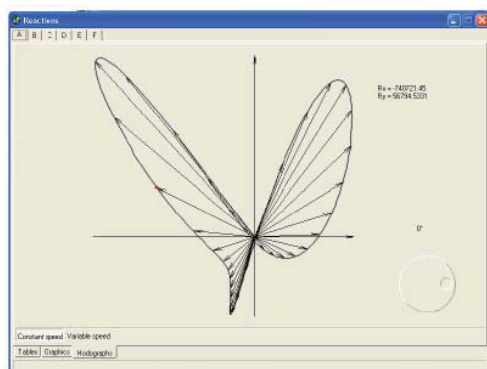 Reactions
A B C D E F
Rx = -740721.45
Ry = 56794.5331
0°
Constant speed Variable speed
Tables Graphics Hodographs